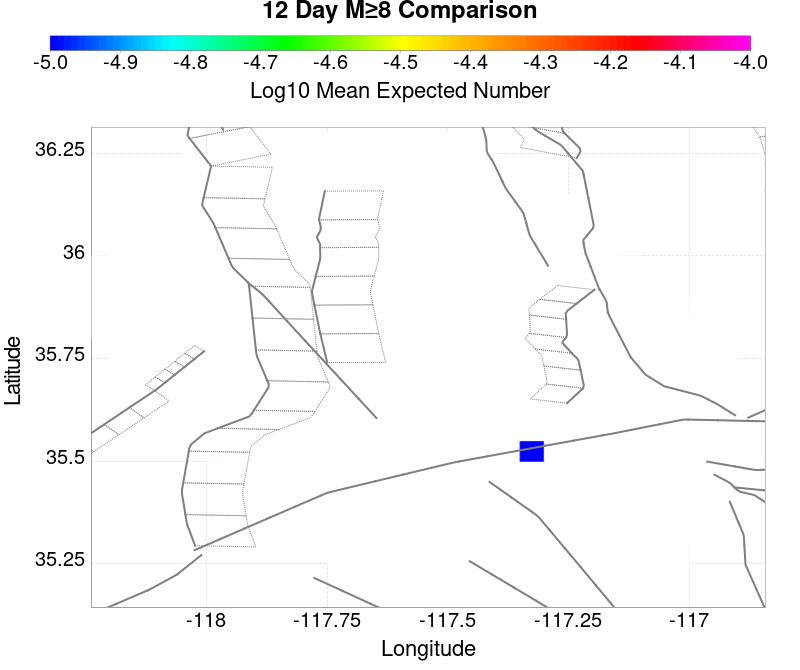 12 Day M≥8 Comparison
-5.0 -4.9 -4.8 -4.7 -4.6 -4.5 -4.4 -4.3 -4.2 -4.1 -4.0
Log10 Mean Expected Number
36.25
36
35.75
35.5
35.25
Latitude
-118 -117.75 -117.5 -117.25 -117
Longitude